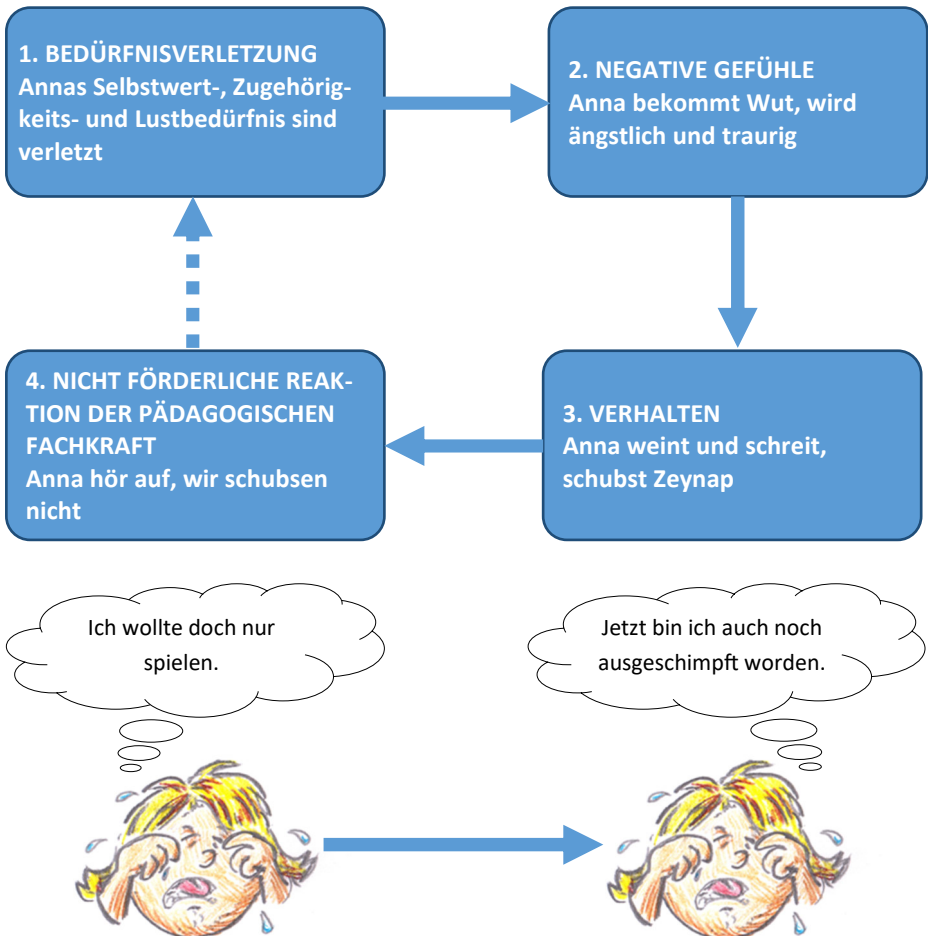 1. BEDÜRFNISVERLETZUNG
Annas Selbstwert-, Zugehörig-
keits- und Lustbedürfnis sind
verletzt
2. NEGATIVE GEFÜHLE
Anna bekommt Wut, wird
ängstlich und traurig
4. NICHT FÖRDERLICHE REAK-
TION DER PÄDAGOGISCHEN
FACHKRAFT
Anna hör auf, wir schubsen
nicht
3. VERHALTEN
Anna weint und schreit,
schubst Zeynap
Ich wollte doch nur
spielen.
Jetzt bin ich auch noch
ausgeschimpft worden.